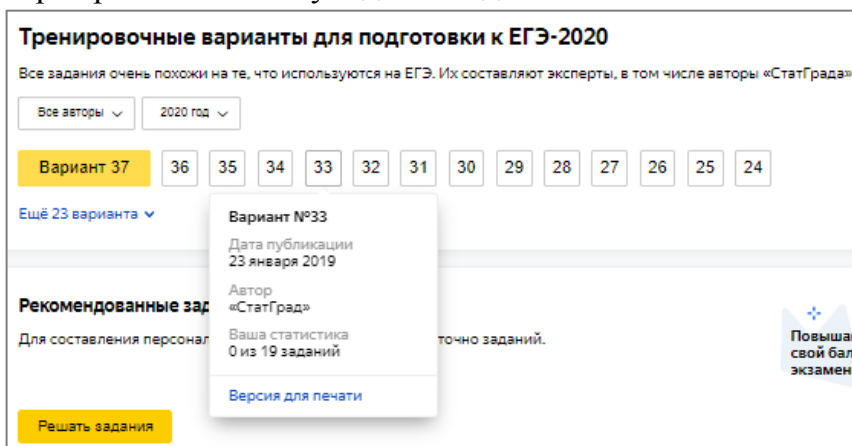 Тренировочные варианты для подготовки к ЕГЭ-2020
Все задания очень похожи на те, что используются на ЕГЭ. Их составляют эксперты, в том числе авторы «СтатГрада»
Все авторы 2020 год
Вариант 37 36 35 34 33 32 31 30 29 28 27 26 25 24
Ещё 23 варианта
Вариант №33
Дата публикации
23 января 2019
Автор
«СтатГрад»
Ваша статистика
0 из 19 заданий
Версия для печати
Рекомендованные зад
Для составления персонал точно заданий.
Повыша
свой бал
экзамен
Решать задания